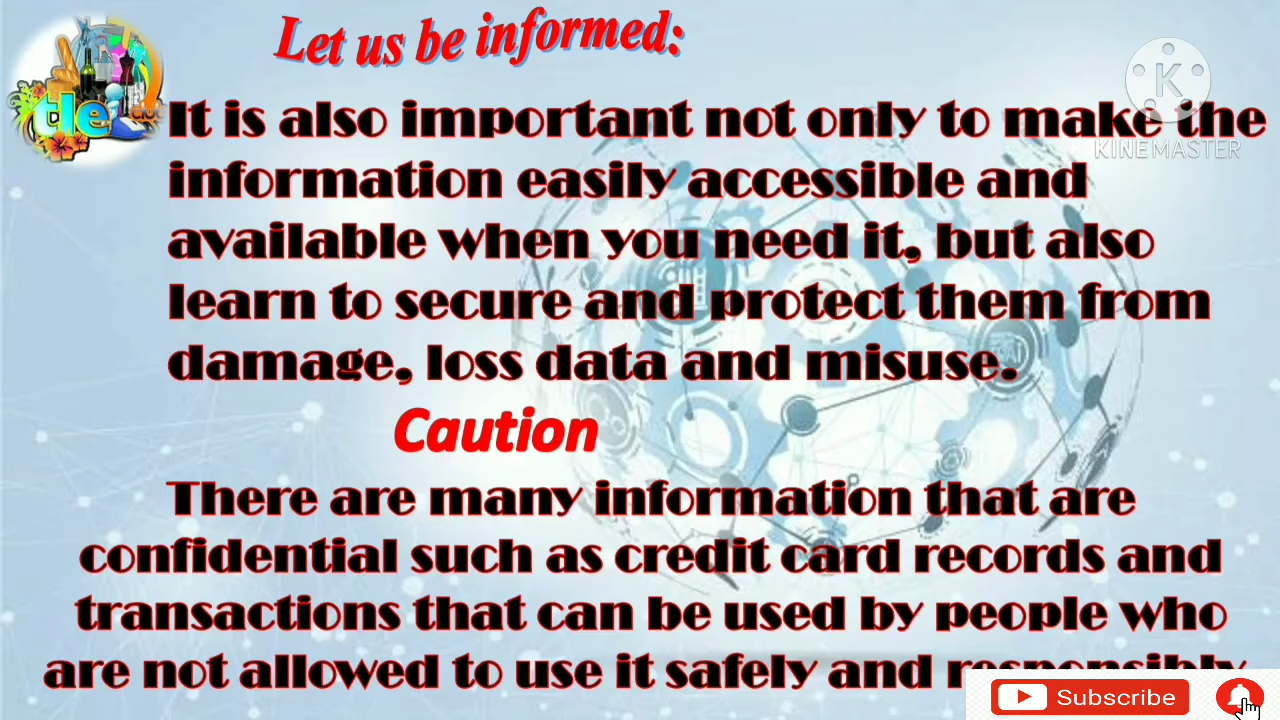 Let us be informed:
tle
KINEMASTER
It is also important not only to make the
information easily accessible and
available when you need it, but also
learn to secure and protect them from
damage, loss data and misuse.
Caution
There are many information that are
confidential such as credit card records and
transactions that can be used by people who
are not allowed to use it safely and responsibly
Subscribe